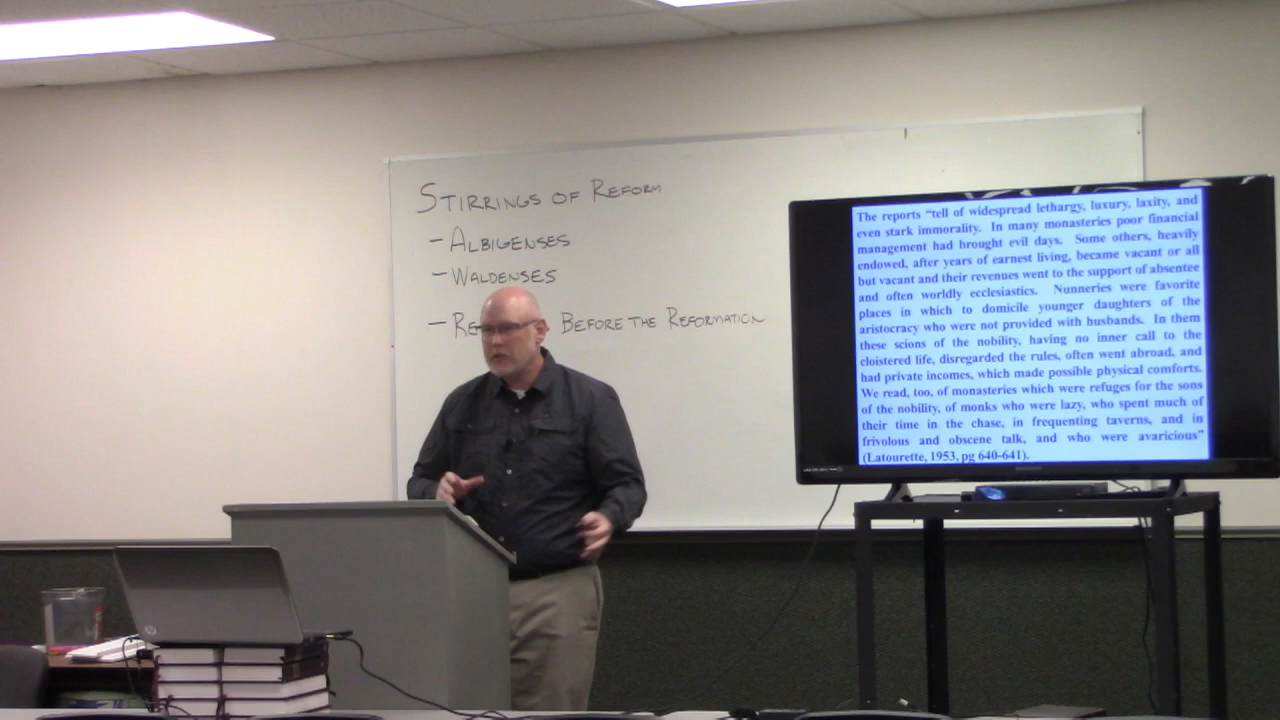 STIRRINGS OF REFORM
- ALBIGENSES
- WALDENSES
- BEFORE THE REFORMATION
The reports “tell of widespread lethargy, luxury, laxity, and
even stark immorality. In many monasteries poor financial
management had brought evil days. Some others, heavily
endowed, after years of earnest living, became vacant or all
but vacant and their revenues went to the support of absentee
and often worldly ecclesiastics. Nunneries were favorite
places in which to domicile younger daughters of the
aristocracy who were not provided with husbands. In them
these scions of the nobility, having no inner call to the
cloistered life, disregarded the rules, often went abroad, and
had private incomes, which made possible physical comforts.
We read, too, of monasteries which were refuges for the sons
of the nobility, of monks who were lazy, who spent much of
their time in the chase, in frequenting taverns, and in
frivolous and obscene talk, and who were avaricious”
(Latourette, 1953, pg 640-641).
hp